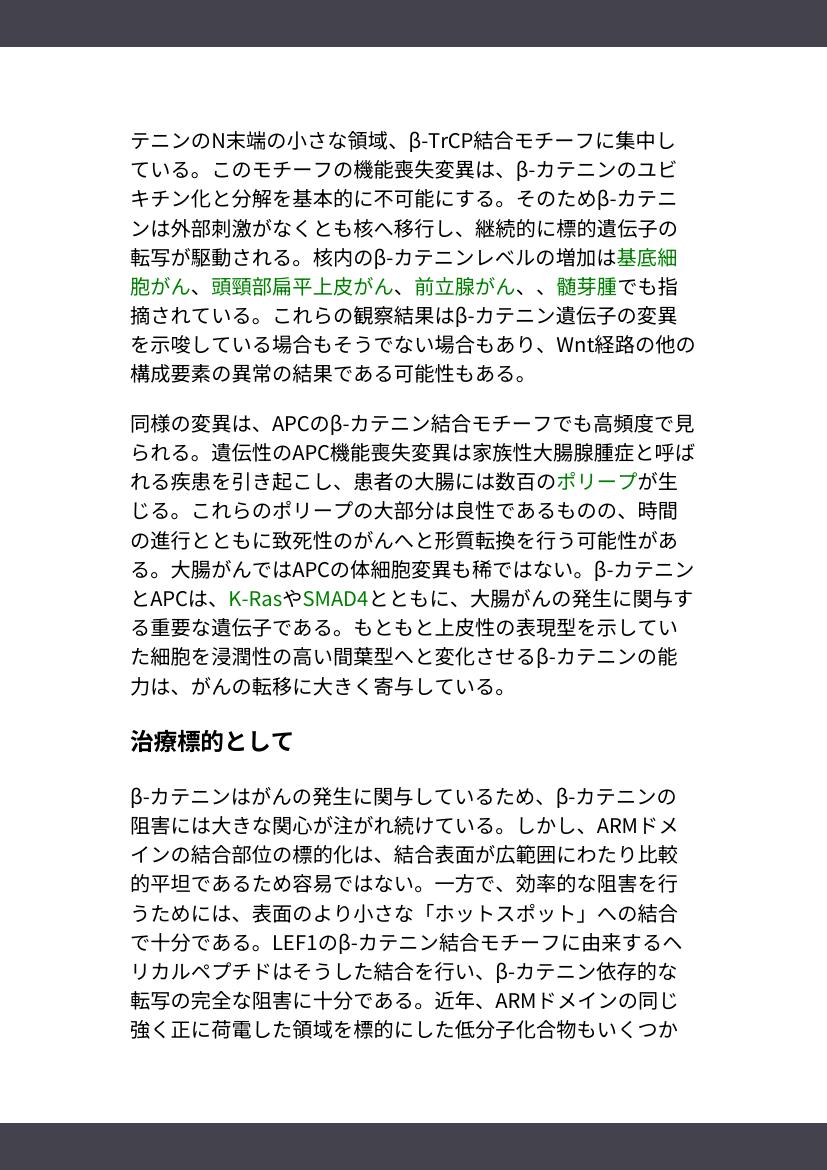 テニンのN末端の小さな領域、β-TrCP結合モチーフに集中し
ている。このモチーフの機能喪失変異は、β-カテニンのユビ
キチン化と分解を基本的に不可能にする。そのためβ-カテニ
ンは外部刺激がなくとも核へ移行し、継続的に標的遺伝子の
転写が駆動される。核内のβ-カテニンレベルの増加は基底細
胞がん、頭頸部扁平上皮がん、前立腺がん、、髄芽腫でも指
摘されている。これらの観察結果はβ-カテニン遺伝子の変異
を示唆している場合もそうでない場合もあり、Wnt経路の他の
構成要素の異常の結果である可能性もある。
同様の変異は、APCのβ-カテニン結合モチーフでも高頻度で見
られる。遺伝性のAPC機能喪失変異は家族性大腸腺腫症と呼ば
れる疾患を引き起こし、患者の大腸には数百のポリープが生
じる。これらのポリープの大部分は良性であるものの、時間
の進行とともに致死性のがんへと形質転換を行う可能性があ
る。大腸がんではAPCの体細胞変異も稀ではない。β-カテニン
とAPCは、K-RasやSMAD4とともに、大腸がんの発生に関与す
る重要な遺伝子である。もともと上皮性の表現型を示してい
た細胞を浸潤性の高い間葉型へと変化させるβ-カテニンの能
力は、がんの転移に大きく寄与している。
治療標的として
β-カテニンはがんの発生に関与しているため、β-カテニンの
阻害には大きな関心が注がれ続けている。しかし、ARMドメ
インの結合部位の標的化は、結合表面が広範囲にわたり比較
的平坦であるため容易ではない。一方で、効率的な阻害を行
うためには、表面のより小さな「ホットスポット」への結合
で十分である。LEF1のβ-カテニン結合モチーフに由来するヘ
リカルペプチドはそうした結合を行い、β-カテニン依存的な
転写の完全な阻害に十分である。近年、ARMドメインの同じ
強く正に荷電した領域を標的にした低分子化合物もいくつか